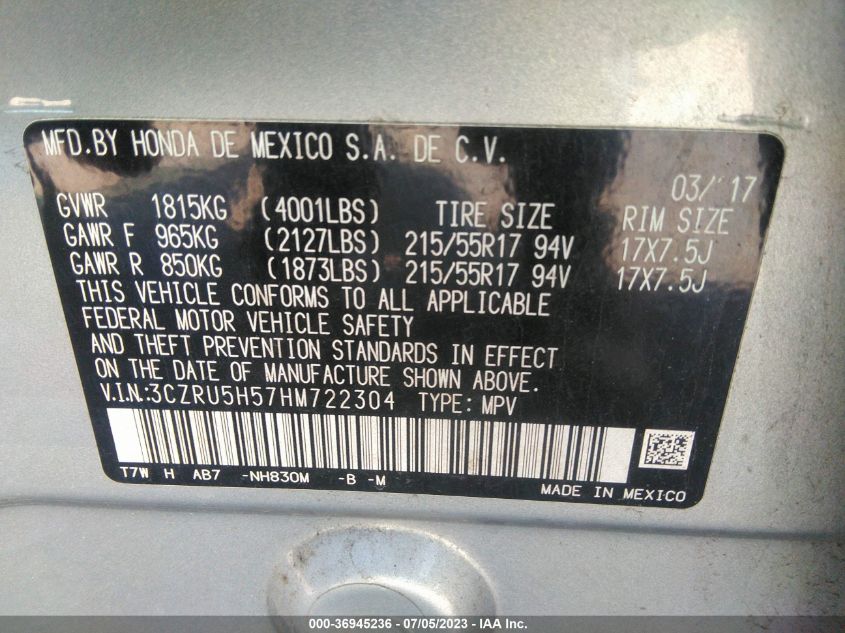 MFD.BY HONDA DE MEXICO S.A. DE C.V.
03/'17
GVWR 1815KG (4001LBS) TIRE SIZE RIM SIZE
GAWR F 965KG (2127LBS) 215/55R17 94V 17X7.5J
GAWR R 850KG (1873LBS) 215/55R17 94V 17X7.5J
THIS VEHICLE CONFORMS TO ALL APPLICABLE
FEDERAL MOTOR VEHICLE SAFETY
AND THEFT PREVENTION STANDARDS IN EFFECT
ON THE DATE OF MANUFACTURE SHOWN ABOVE.
V.I.N:3CZRU5H57HM722304 TYPE: MPV
T7W H AB7 -NH830M -B -M
MADE IN MEXICO
000-36945236 - 07/05/2023 - IAA Inc.